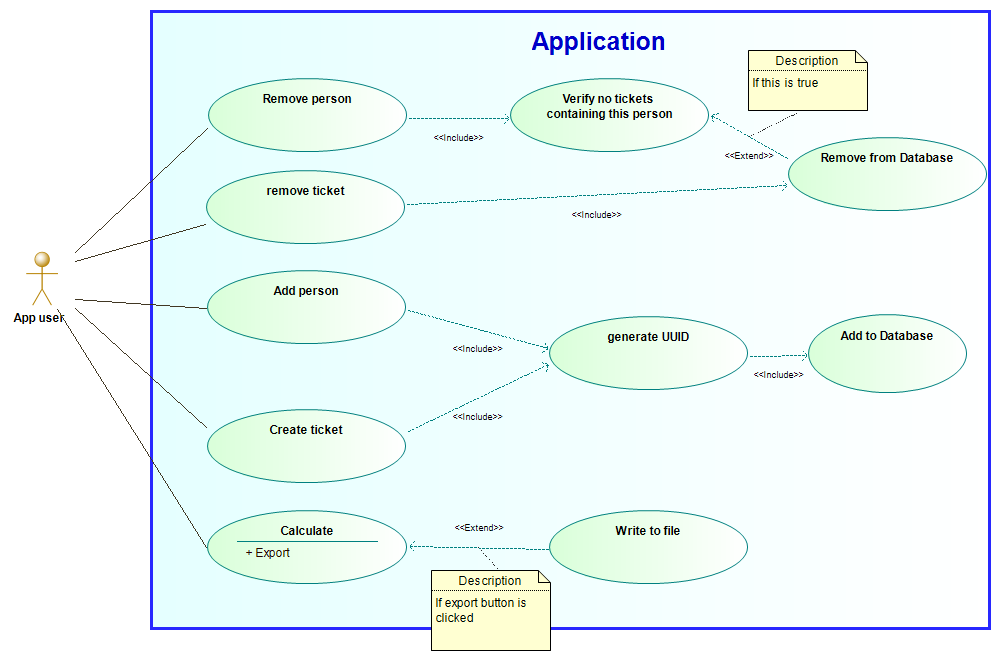 Application
Description
If this is true
Remove person
Verify no tickets
containing this person
<<Include>>
<<Extend>>
Remove from Database
remove ticket
<<Include>>
App user
Add person
generate UUID
Add to Database
<<Include>>
<<Include>>
<<Include>>
Create ticket
Calculate
+ Export
<<Extend>>
Write to file
Description
If export button is
clicked